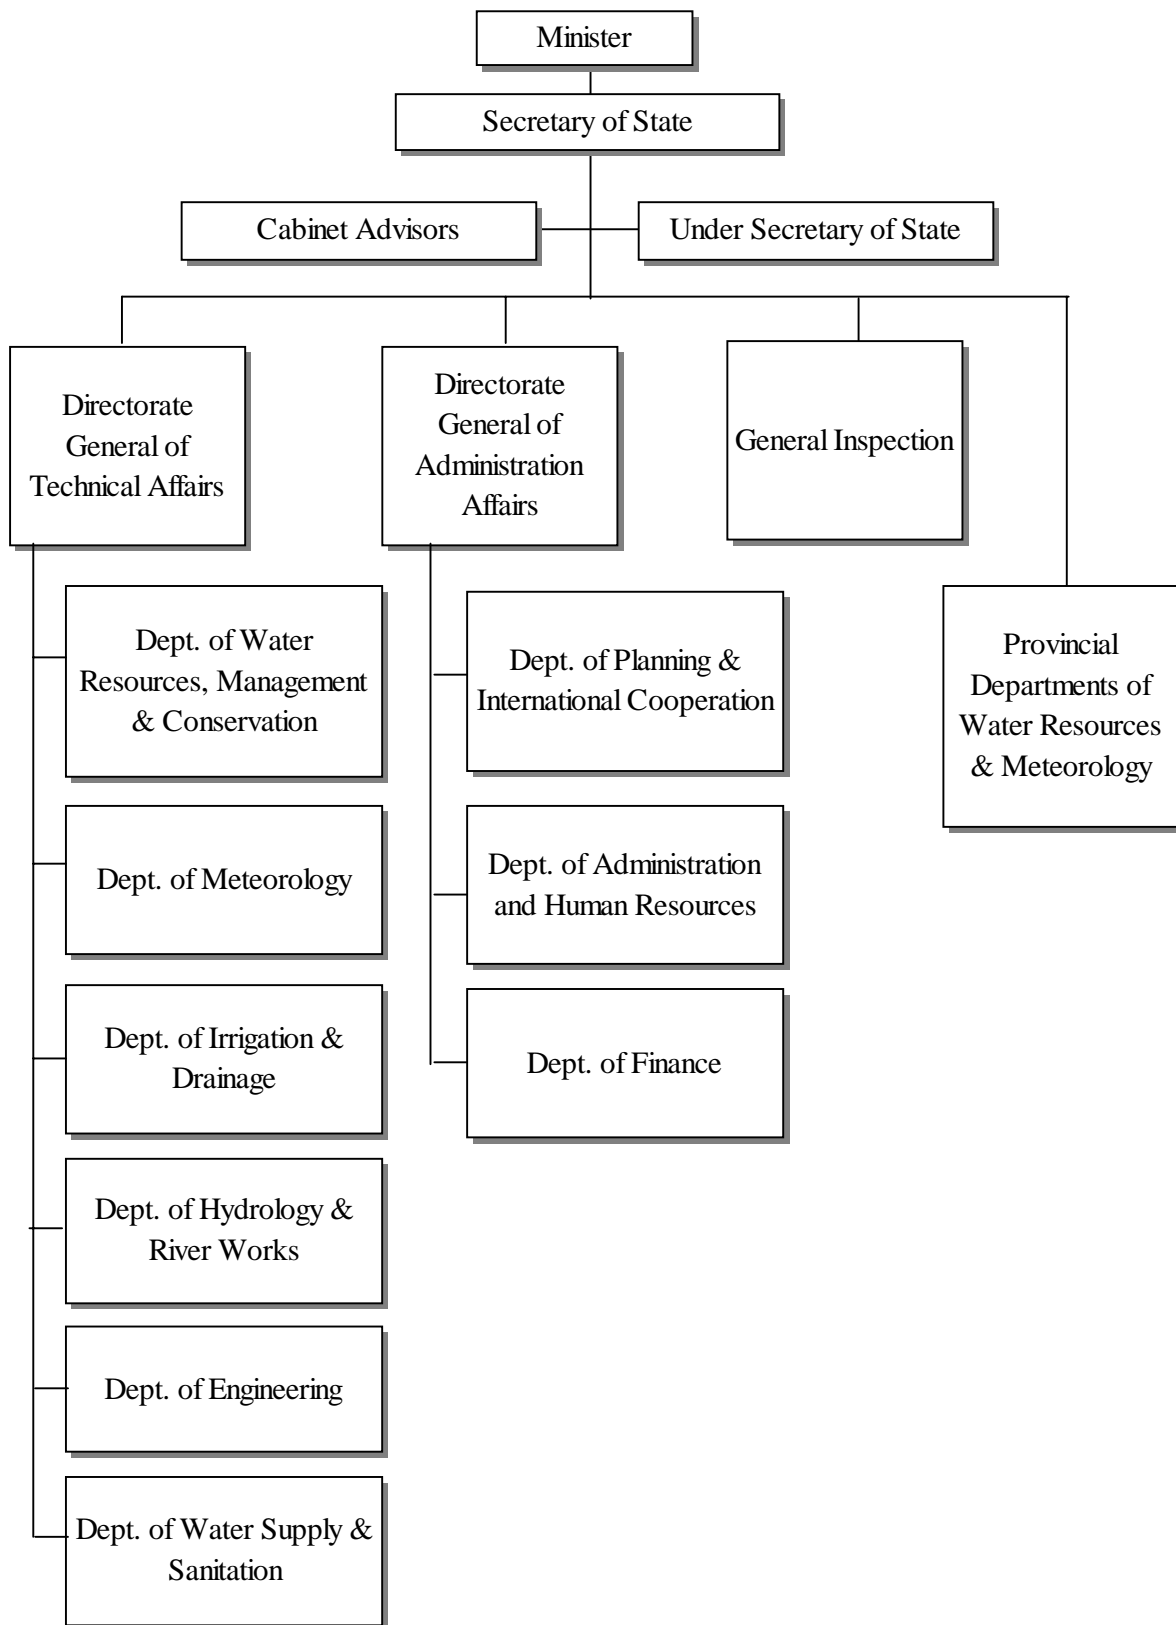 Minister
Secretary of State
Cabinet Advisors
Under Secretary of State
Directorate
General of
Technical Affairs
Directorate
General of
Administration
Affairs
General Inspection
Provincial
Departments of
Water Resources
& Meteorology
Dept. of Water
Resources, Management
& Conservation
Dept. of Meteorology
Dept. of Irrigation &
Drainage
Dept. of Hydrology &
River Works
Dept. of Engineering
Dept. of Water Supply &
Sanitation
Dept. of Planning &
International Cooperation
Dept. of Administration
and Human Resources
Dept. of Finance